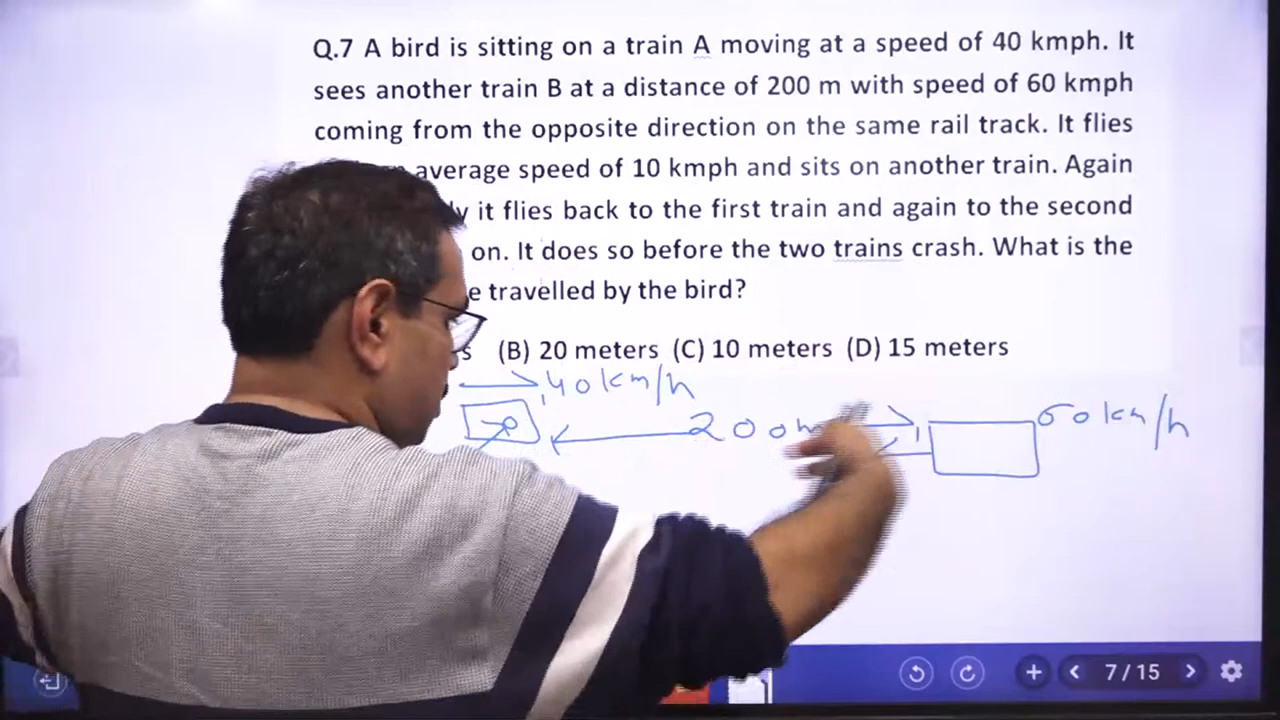 Q.7 A bird is sitting on a train A moving at a speed of 40 kmph. It
sees another train B at a distance of 200 m with speed of 60 kmph
coming from the opposite direction on the same rail track. It flies
average speed of 10 kmph and sits on another train. Again
it flies back to the first train and again to the second
on. It does so before the two trains crash. What is the
travelled by the bird?
(B) 20 meters (C) 10 meters (D) 15 meters
40 km/h
200m
60 km/h
7 / 15